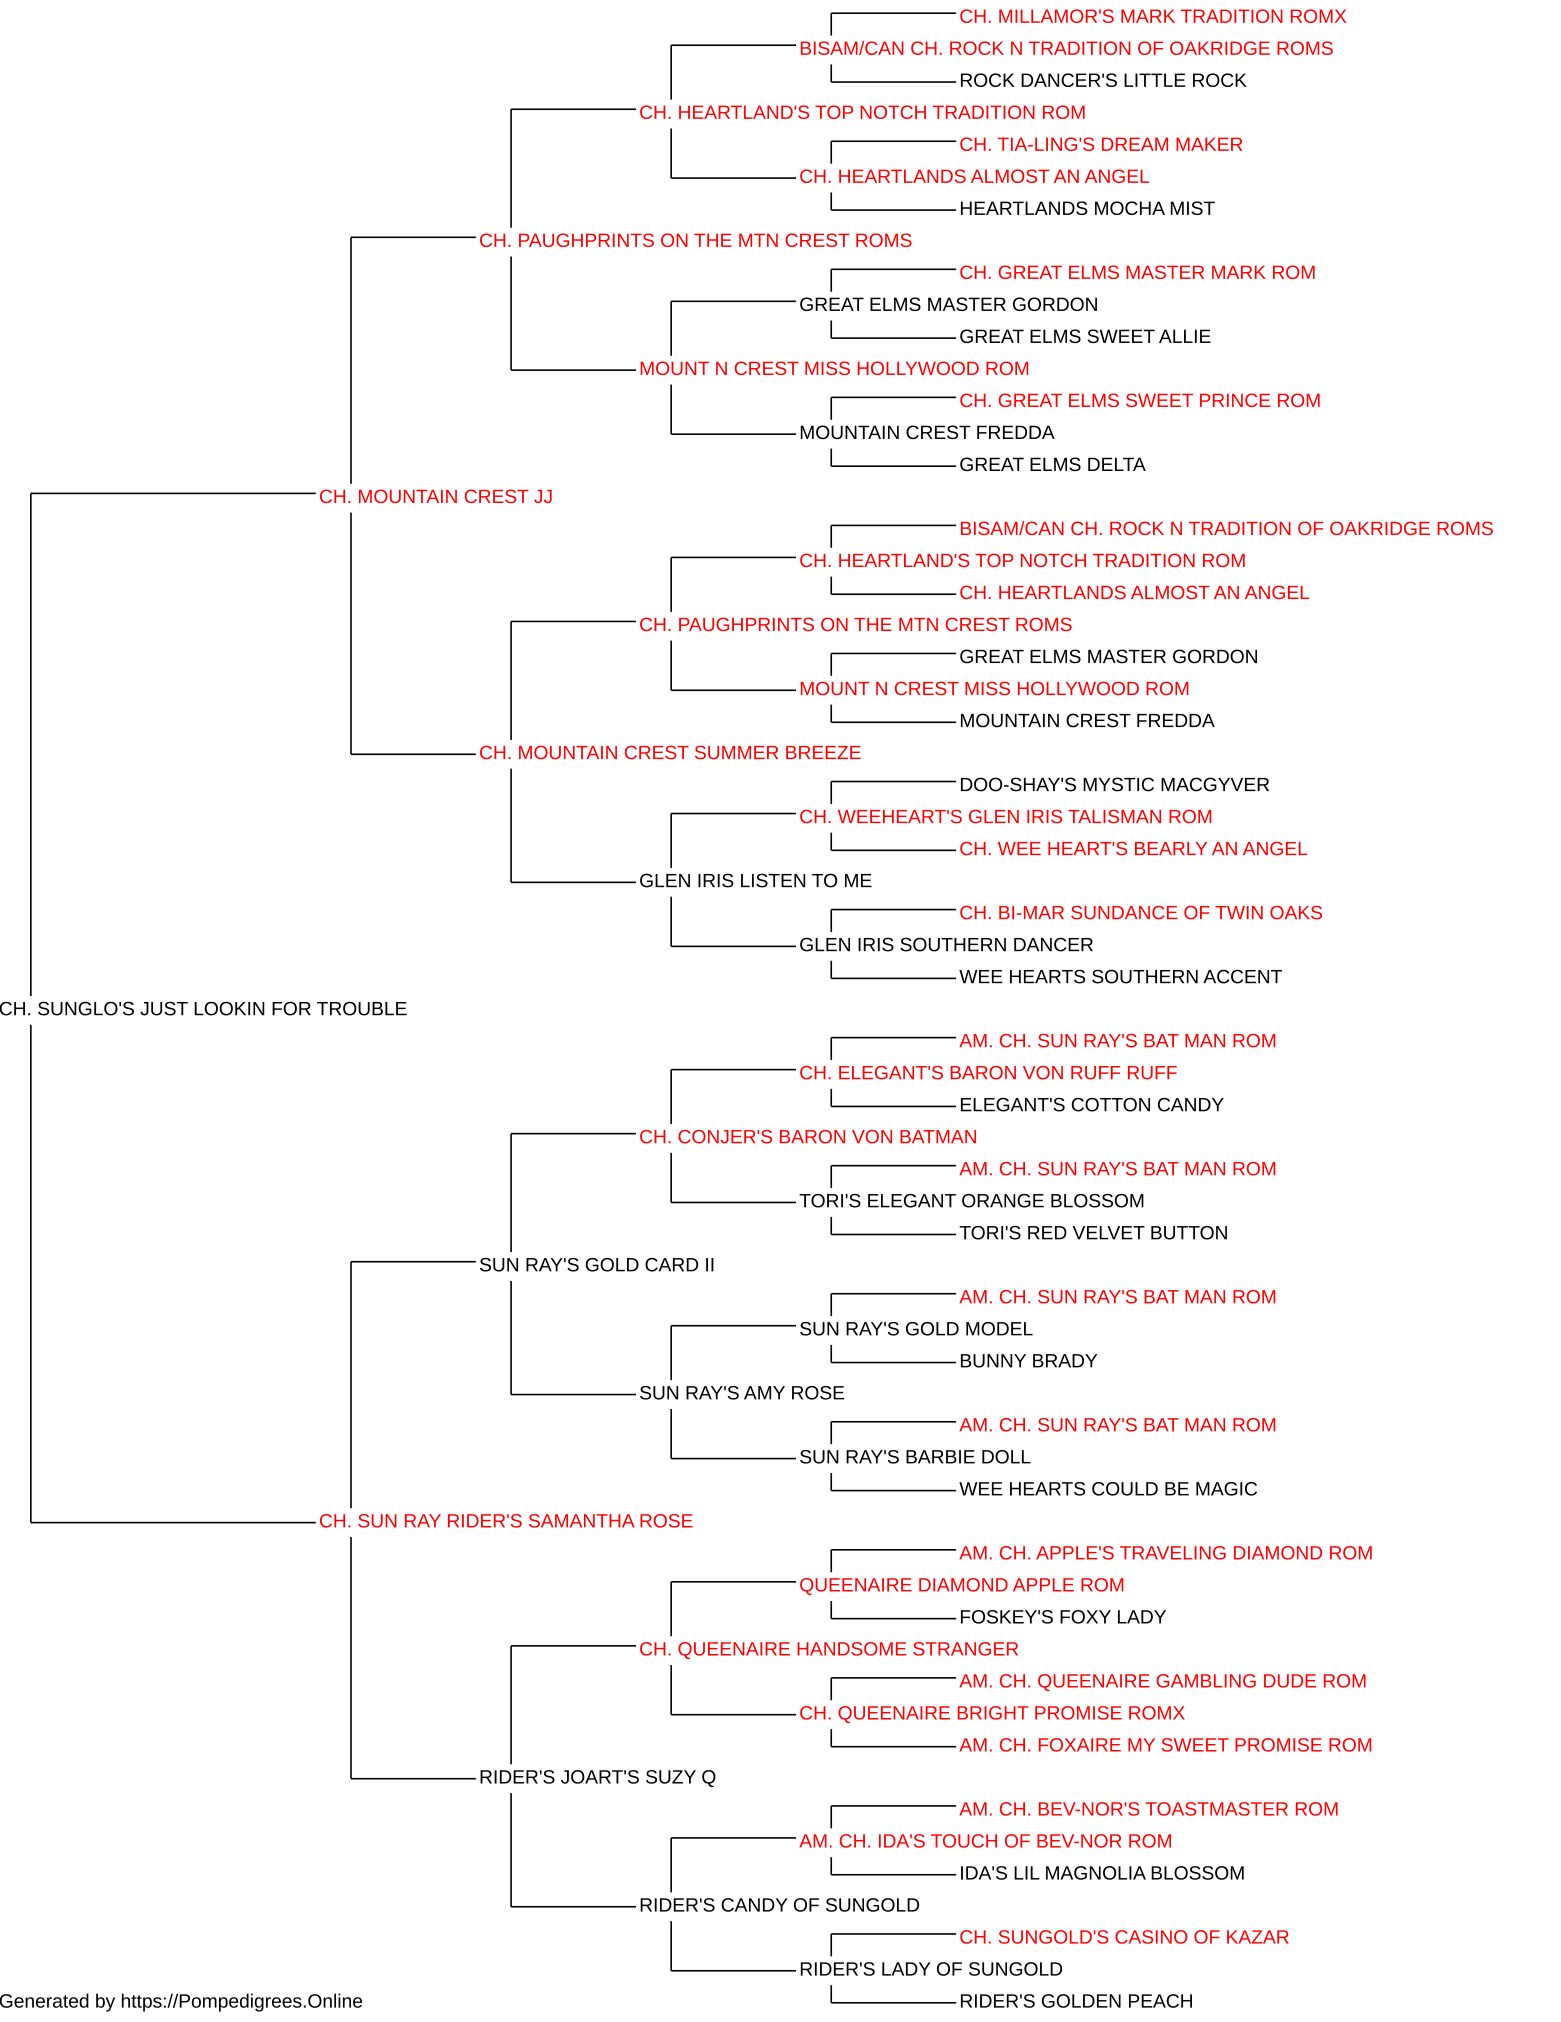 CH. MILLAMOR'S MARK TRADITION ROMX
BISAM/CAN CH. ROCK N TRADITION OF OAKRIDGE ROMS
ROCK DANCER'S LITTLE ROCK
CH. HEARTLAND'S TOP NOTCH TRADITION ROM
CH. TIA-LING'S DREAM MAKER
CH. HEARTLANDS ALMOST AN ANGEL
HEARTLANDS MOCHA MIST
CH. PAUGHPRINTS ON THE MTN CREST ROMS
CH. GREAT ELMS MASTER MARK ROM
GREAT ELMS MASTER GORDON
GREAT ELMS SWEET ALLIE
MOUNT N CREST MISS HOLLYWOOD ROM
CH. GREAT ELMS SWEET PRINCE ROM
MOUNTAIN CREST FREDDA
GREAT ELMS DELTA
CH. MOUNTAIN CREST JJ
BISAM/CAN CH. ROCK N TRADITION OF OAKRIDGE ROMS
CH. HEARTLAND'S TOP NOTCH TRADITION ROM
CH. HEARTLANDS ALMOST AN ANGEL
CH. PAUGHPRINTS ON THE MTN CREST ROMS
GREAT ELMS MASTER GORDON
MOUNT N CREST MISS HOLLYWOOD ROM
MOUNTAIN CREST FREDDA
CH. MOUNTAIN CREST SUMMER BREEZE
DOO-SHAY'S MYSTIC MACGYVER
CH. WEEHEART'S GLEN IRIS TALISMAN ROM
CH. WEE HEART'S BEARLY AN ANGEL
GLEN IRIS LISTEN TO ME
CH. BI-MAR SUNDANCE OF TWIN OAKS
GLEN IRIS SOUTHERN DANCER
WEE HEARTS SOUTHERN ACCENT
CH. SUNGLO'S JUST LOOKIN FOR TROUBLE
AM. CH. SUN RAY'S BAT MAN ROM
CH. ELEGANT'S BARON VON RUFF RUFF
ELEGANT'S COTTON CANDY
CH. CONJER'S BARON VON BATMAN
AM. CH. SUN RAY'S BAT MAN ROM
TORI'S ELEGANT ORANGE BLOSSOM
TORI'S RED VELVET BUTTON
SUN RAY'S GOLD CARD II
AM. CH. SUN RAY'S BAT MAN ROM
SUN RAY'S GOLD MODEL
BUNNY BRADY
SUN RAY'S AMY ROSE
AM. CH. SUN RAY'S BAT MAN ROM
SUN RAY'S BARBIE DOLL
WEE HEARTS COULD BE MAGIC
CH. SUN RAY RIDER'S SAMANTHA ROSE
AM. CH. APPLE'S TRAVELING DIAMOND ROM
QUEENAIRE DIAMOND APPLE ROM
FOSKEY'S FOXY LADY
CH. QUEENAIRE HANDSOME STRANGER
AM. CH. QUEENAIRE GAMBLING DUDE ROM
CH. QUEENAIRE BRIGHT PROMISE ROMX
AM. CH. FOXAIRE MY SWEET PROMISE ROM
RIDER'S JOART'S SUZY Q
AM. CH. BEV-NOR'S TOASTMASTER ROM
AM. CH. IDA'S TOUCH OF BEV-NOR ROM
IDA'S LIL MAGNOLIA BLOSSOM
RIDER'S CANDY OF SUNGOLD
CH. SUNGOLD'S CASINO OF KAZAR
RIDER'S LADY OF SUNGOLD
RIDER'S GOLDEN PEACH
Generated by https://Pompedigrees.Online